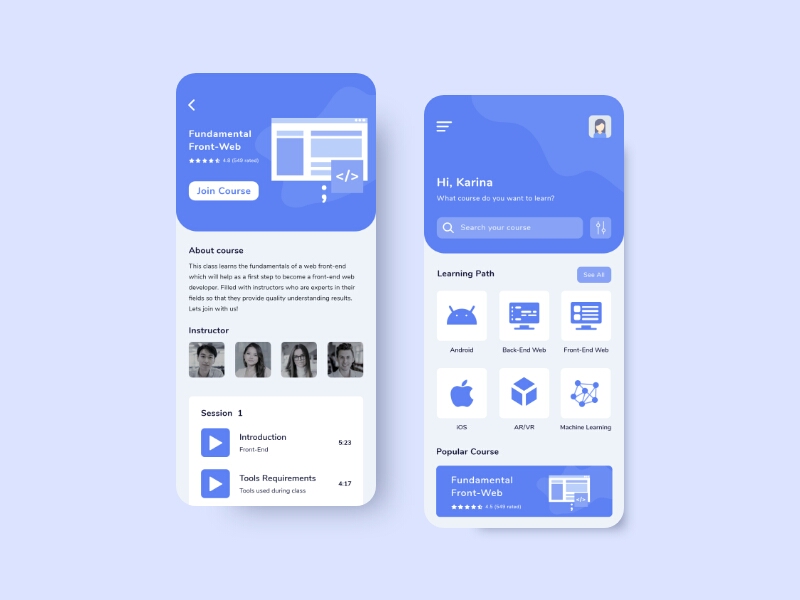 Fundamental
Front-Web
4.8 (549 rated)
Join Course
</>
;
About course
This class learns the fundamentals of a web front-end
which will help as a first step to become a front-end web
developer. Filled with instructors who are experts in their
fields so that they provide quality understanding results.
Lets join with us!
Instructor
Session 1
Introduction
5:23
Front-End
Tools Requirements
4:17
Tools used during class
Hi, Karina
What course do you want to learn?
Search your course
Learning Path
See All
Android
Back-End Web
Front-End Web
iOS
AR/VR
Machine Learning
Popular Course
Fundamental
Front-Web
</>
;
4.8 (549 rated)